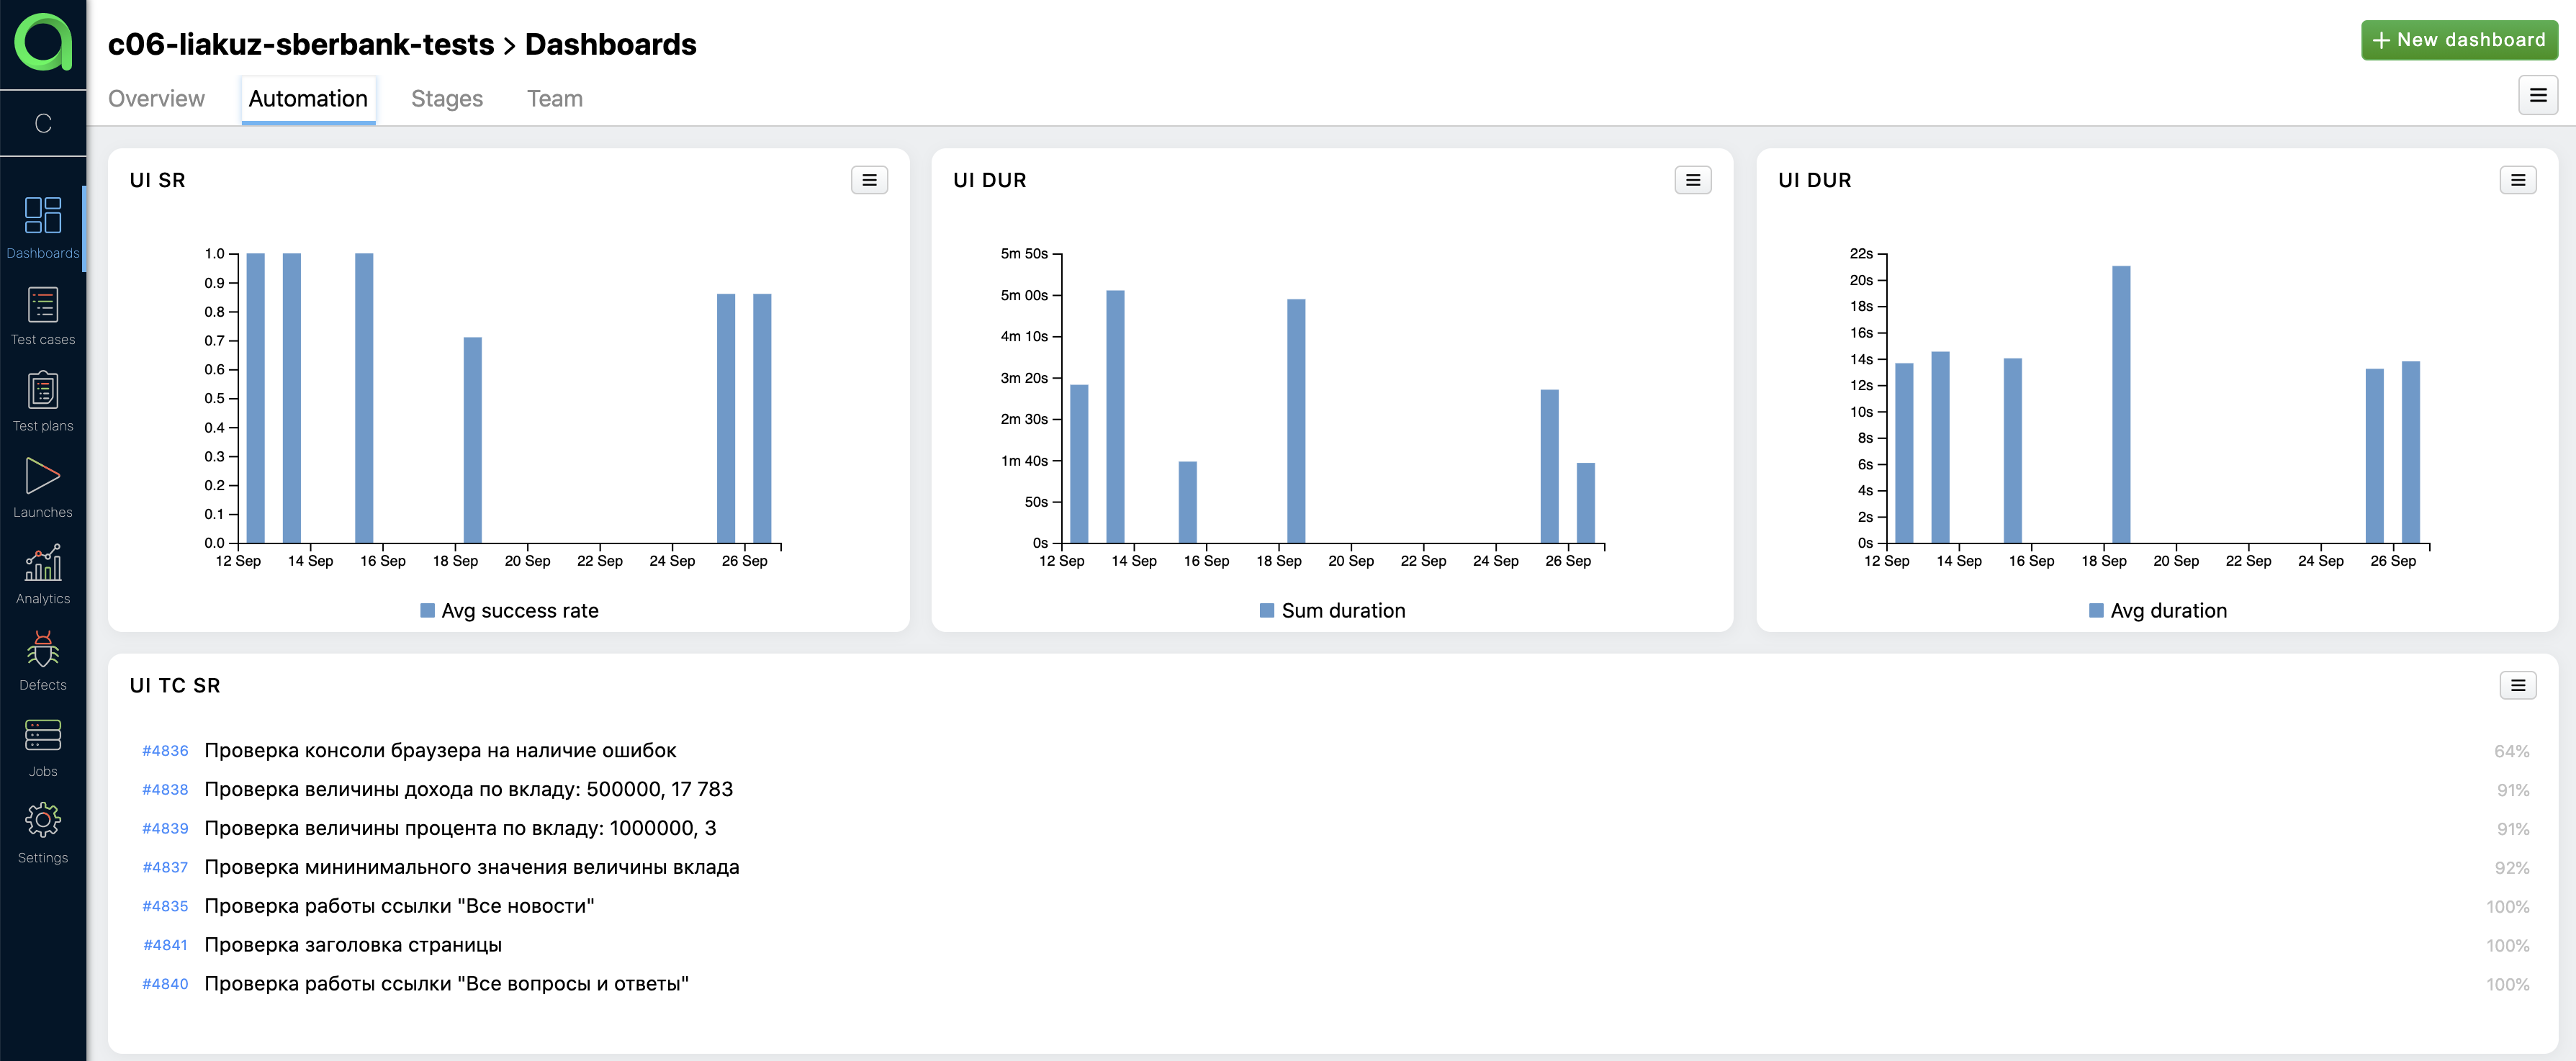 c06-liakuz-sberbank-tests > Dashboards
+ New dashboard
Overview Automation Stages Team
C
Dashboards
Test cases
Test plans
Launches
Analytics
Defects
Jobs
Settings
UI SR
1.0
0.9
0.8
0.7
0.6
0.5
0.4
0.3
0.2
0.1
0.0
12 Sep 14 Sep 16 Sep 18 Sep 20 Sep 22 Sep 24 Sep 26 Sep
Avg success rate
UI DUR
5m 50s
5m 00s
4m 10s
3m 20s
2m 30s
1m 40s
50s
0s
12 Sep 14 Sep 16 Sep 18 Sep 20 Sep 22 Sep 24 Sep 26 Sep
Sum duration
UI DUR
22s
20s
18s
16s
14s
12s
10s
8s
6s
4s
2s
0s
12 Sep 14 Sep 16 Sep 18 Sep 20 Sep 22 Sep 24 Sep 26 Sep
Avg duration
UI TC SR
#4836 Проверка консоли браузера на наличие ошибок 64%
#4838 Проверка величины дохода по вкладу: 500000, 17 783 91%
#4839 Проверка величины процента по вкладу: 1000000, 3 91%
#4837 Проверка мининимального значения величины вклада 92%
#4835 Проверка работы ссылки "Все новости" 100%
#4841 Проверка заголовка страницы 100%
#4840 Проверка работы ссылки "Все вопросы и ответы" 100%